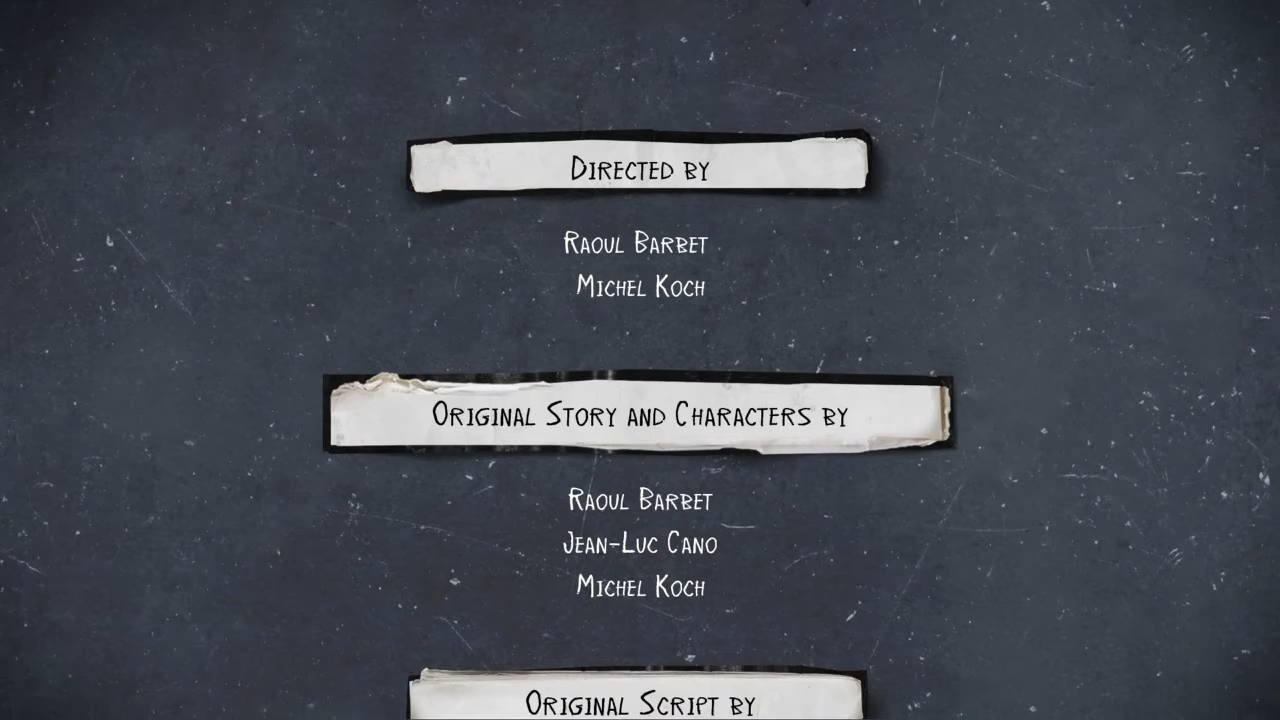 Directed by
Raoul Barbet
Michel Koch
Original Story and Characters by
Raoul Barbet
Jean-Luc Cano
Michel Koch
Original Script by